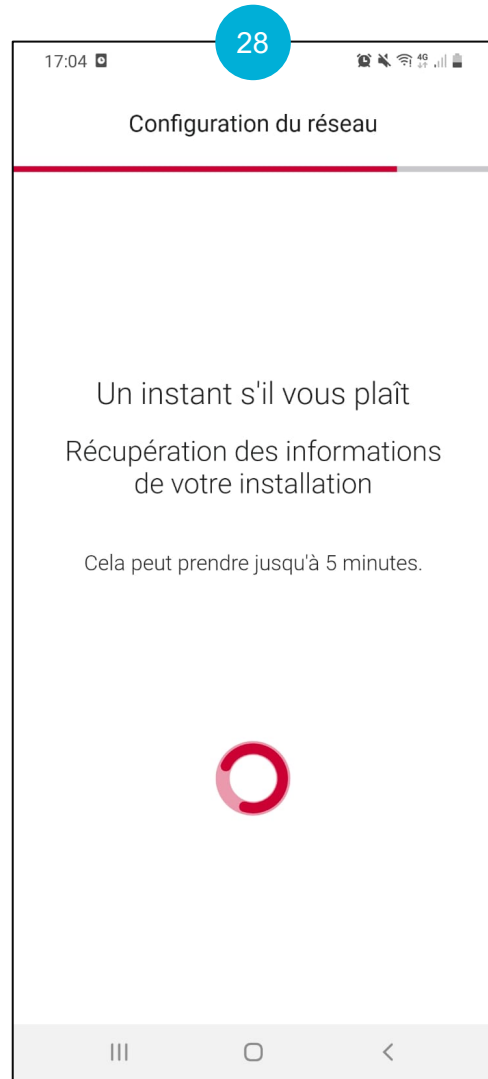 28
17:04
4G
Configuration du réseau
Un instant s'il vous plaît
Récupération des informations
de votre installation
Cela peut prendre jusqu'à 5 minutes.